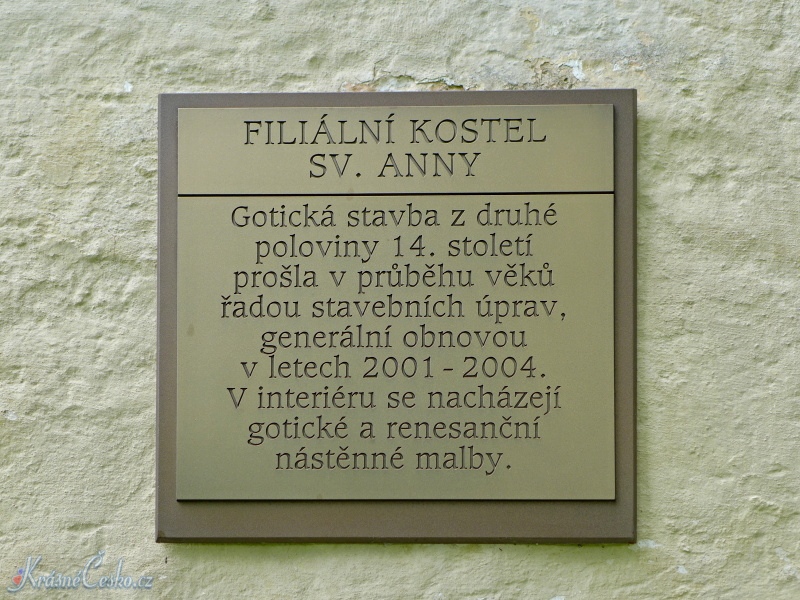 FILIÁLNÍ KOSTEL
SV. ANNY
Gotická stavba z druhé
poloviny 14. století
prošla v průběhu věků
řadou stavebních úprav,
generální obnovou
v letech 2001 - 2004.
V interiéru se nacházejí
gotické a renesanční
nástěnné malby.
KrásnéČesko.cz